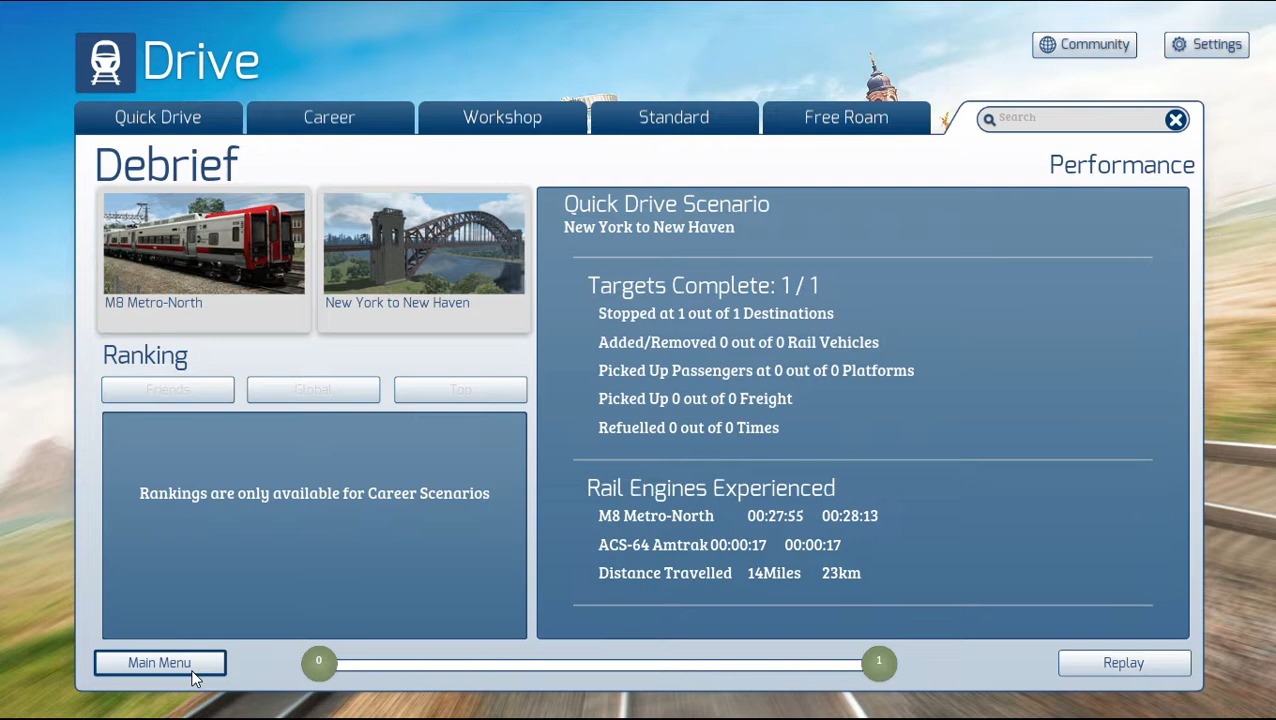 Drive
Community
Settings
Quick Drive
Career
Workshop
Standard
Free Roam
Search
Debrief
Performance
M8 Metro-North
New York to New Haven
Ranking
Friends
Global
Top
Rankings are only available for Career Scenarios
Quick Drive Scenario
New York to New Haven
Targets Complete: 1 / 1
Stopped at 1 out of 1 Destinations
Added/Removed 0 out of 0 Rail Vehicles
Picked Up Passengers at 0 out of 0 Platforms
Picked Up 0 out of 0 Freight
Refuelled 0 out of 0 Times
Rail Engines Experienced
M8 Metro-North 00:27:55 00:28:13
ACS-64 Amtrak 00:00:17 00:00:17
Distance Travelled 14Miles 23km
Main Menu
0
1
Replay